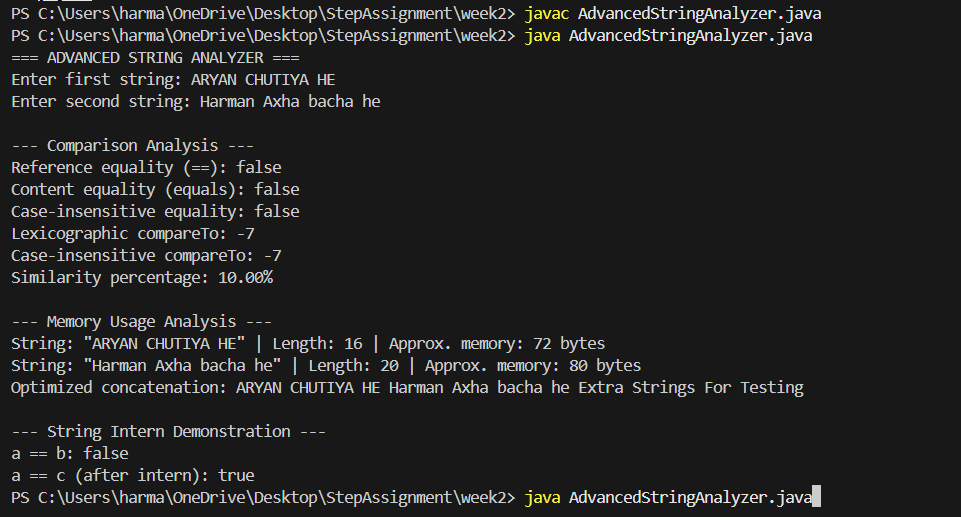 PS C:\Users\harma\OneDrive\Desktop\StepAssignment\week2> javac AdvancedStringAnalyzer.java
PS C:\Users\harma\OneDrive\Desktop\StepAssignment\week2> java AdvancedStringAnalyzer.java
=== ADVANCED STRING ANALYZER ===
Enter first string: ARYAN CHUTIYA HE
Enter second string: Harman Axha bacha he

--- Comparison Analysis ---
Reference equality (==): false
Content equality (equals): false
Case-insensitive equality: false
Lexicographic compareTo: -7
Case-insensitive compareTo: -7
Similarity percentage: 10.00%

--- Memory Usage Analysis ---
String: "ARYAN CHUTIYA HE" | Length: 16 | Approx. memory: 72 bytes
String: "Harman Axha bacha he" | Length: 20 | Approx. memory: 80 bytes
Optimized concatenation: ARYAN CHUTIYA HE Harman Axha bacha he Extra Strings For Testing

--- String Intern Demonstration ---
a == b: false
a == c (after intern): true
PS C:\Users\harma\OneDrive\Desktop\StepAssignment\week2> java AdvancedStringAnalyzer.java